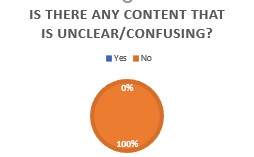 IS THERE ANY CONTENT THAT
IS UNCLEAR/CONFUSING?
Yes No
0%
100%